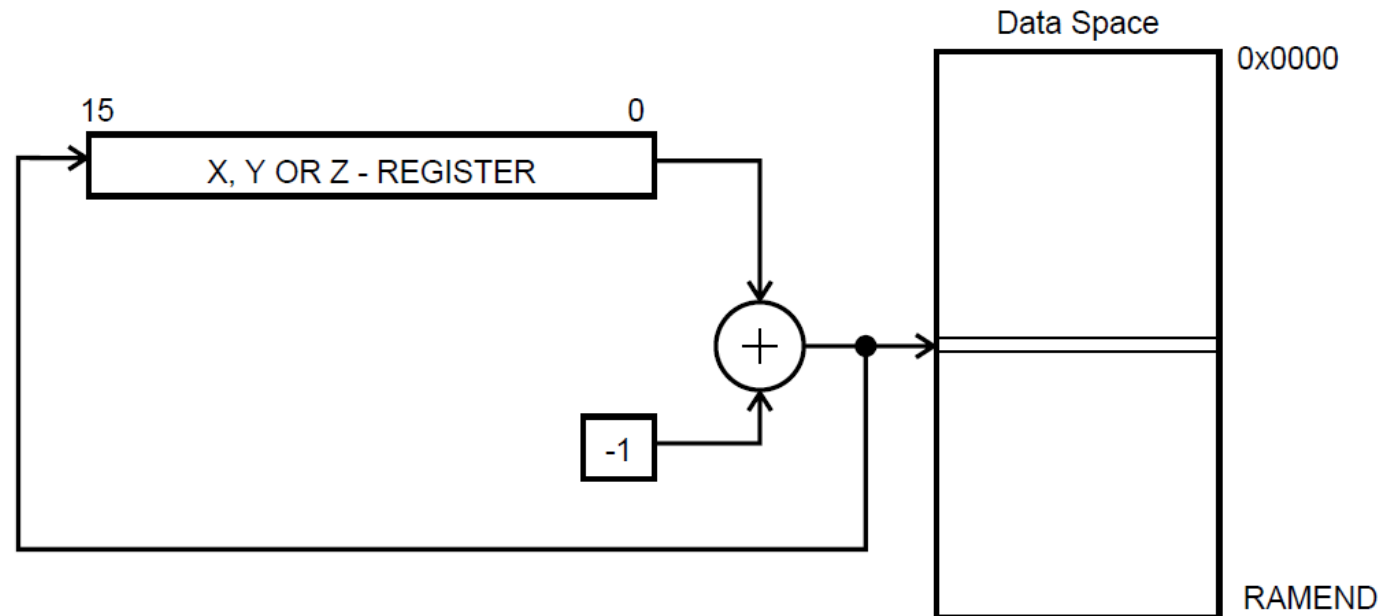 Data Space
0x0000
15
0
X, Y OR Z - REGISTER
+
-1
RAMEND